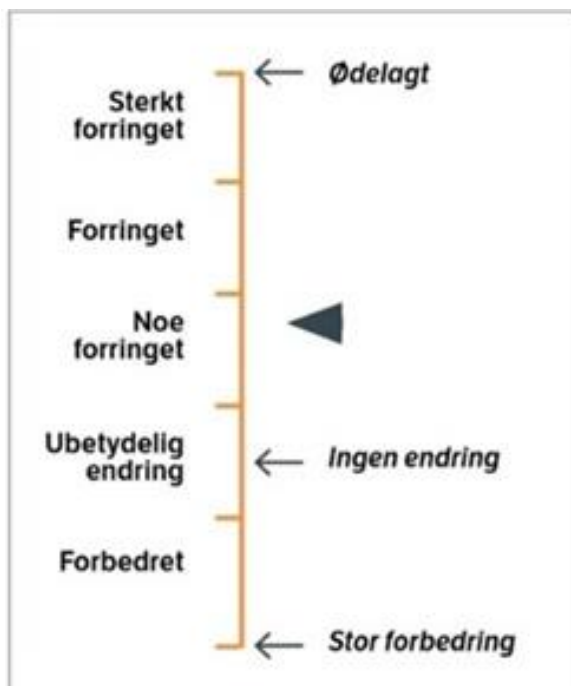 Ødelagt
Sterkt
forringet
Forringet
Noe
forringet
Ubetydelig
endring
Ingen endring
Forbedret
Stor forbedring